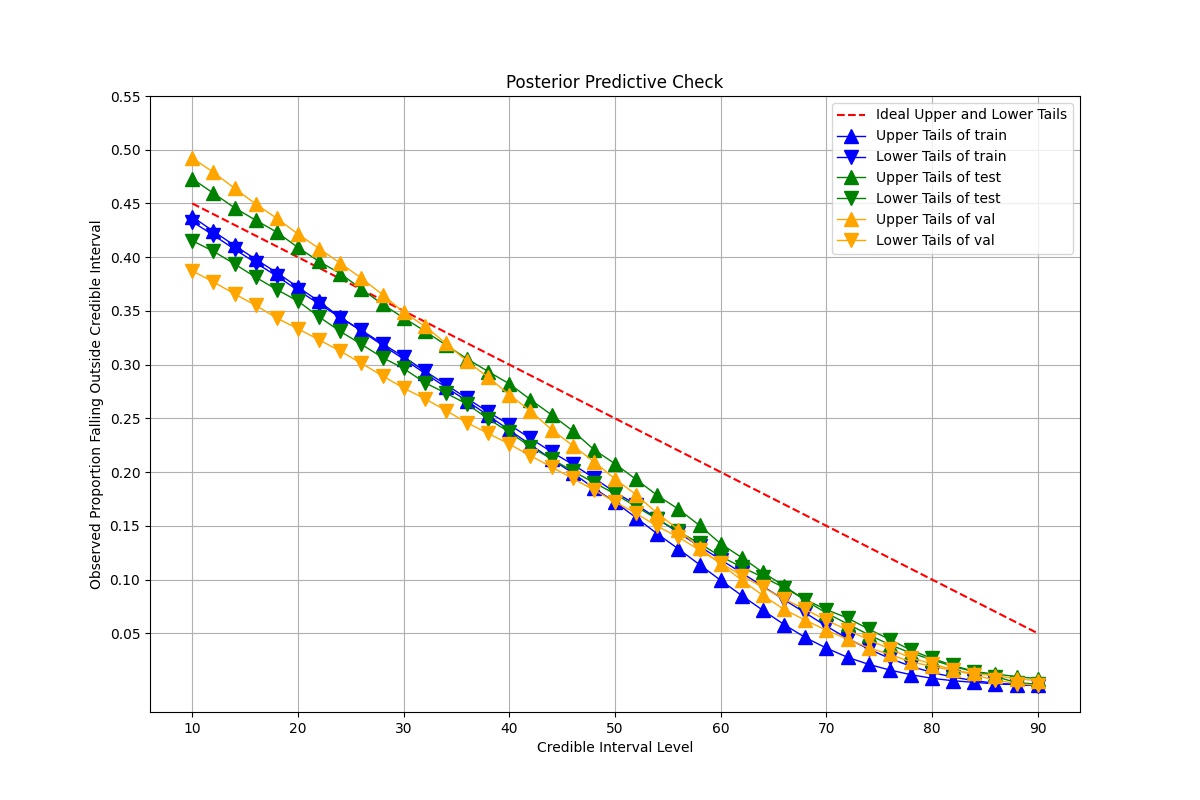 Posterior Predictive Check
Observed Proportion Falling Outside Credible Interval
0.55
0.50
0.45
0.40
0.35
0.30
0.25
0.20
0.15
0.10
0.05
Ideal Upper and Lower Tails
Upper Tails of train
Lower Tails of train
Upper Tails of test
Lower Tails of test
Upper Tails of val
Lower Tails of val
10 20 30 40 50 60 70 80 90
Credible Interval Level